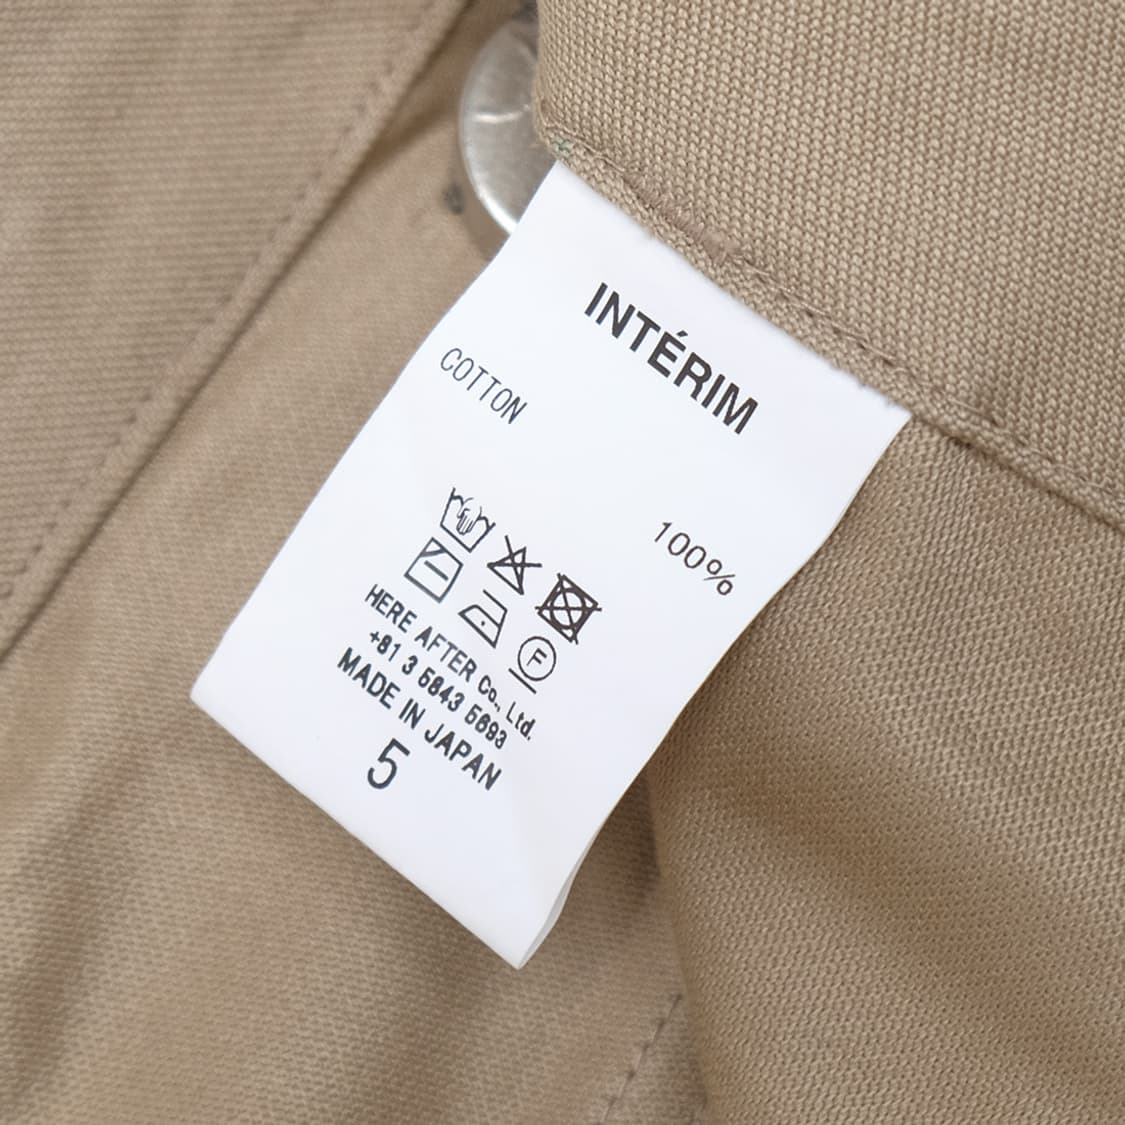 INTÉRIM
COTTON 100%
F
HERE AFTER Co., Ltd.
+81 3 5843 5693
MADE IN JAPAN
5